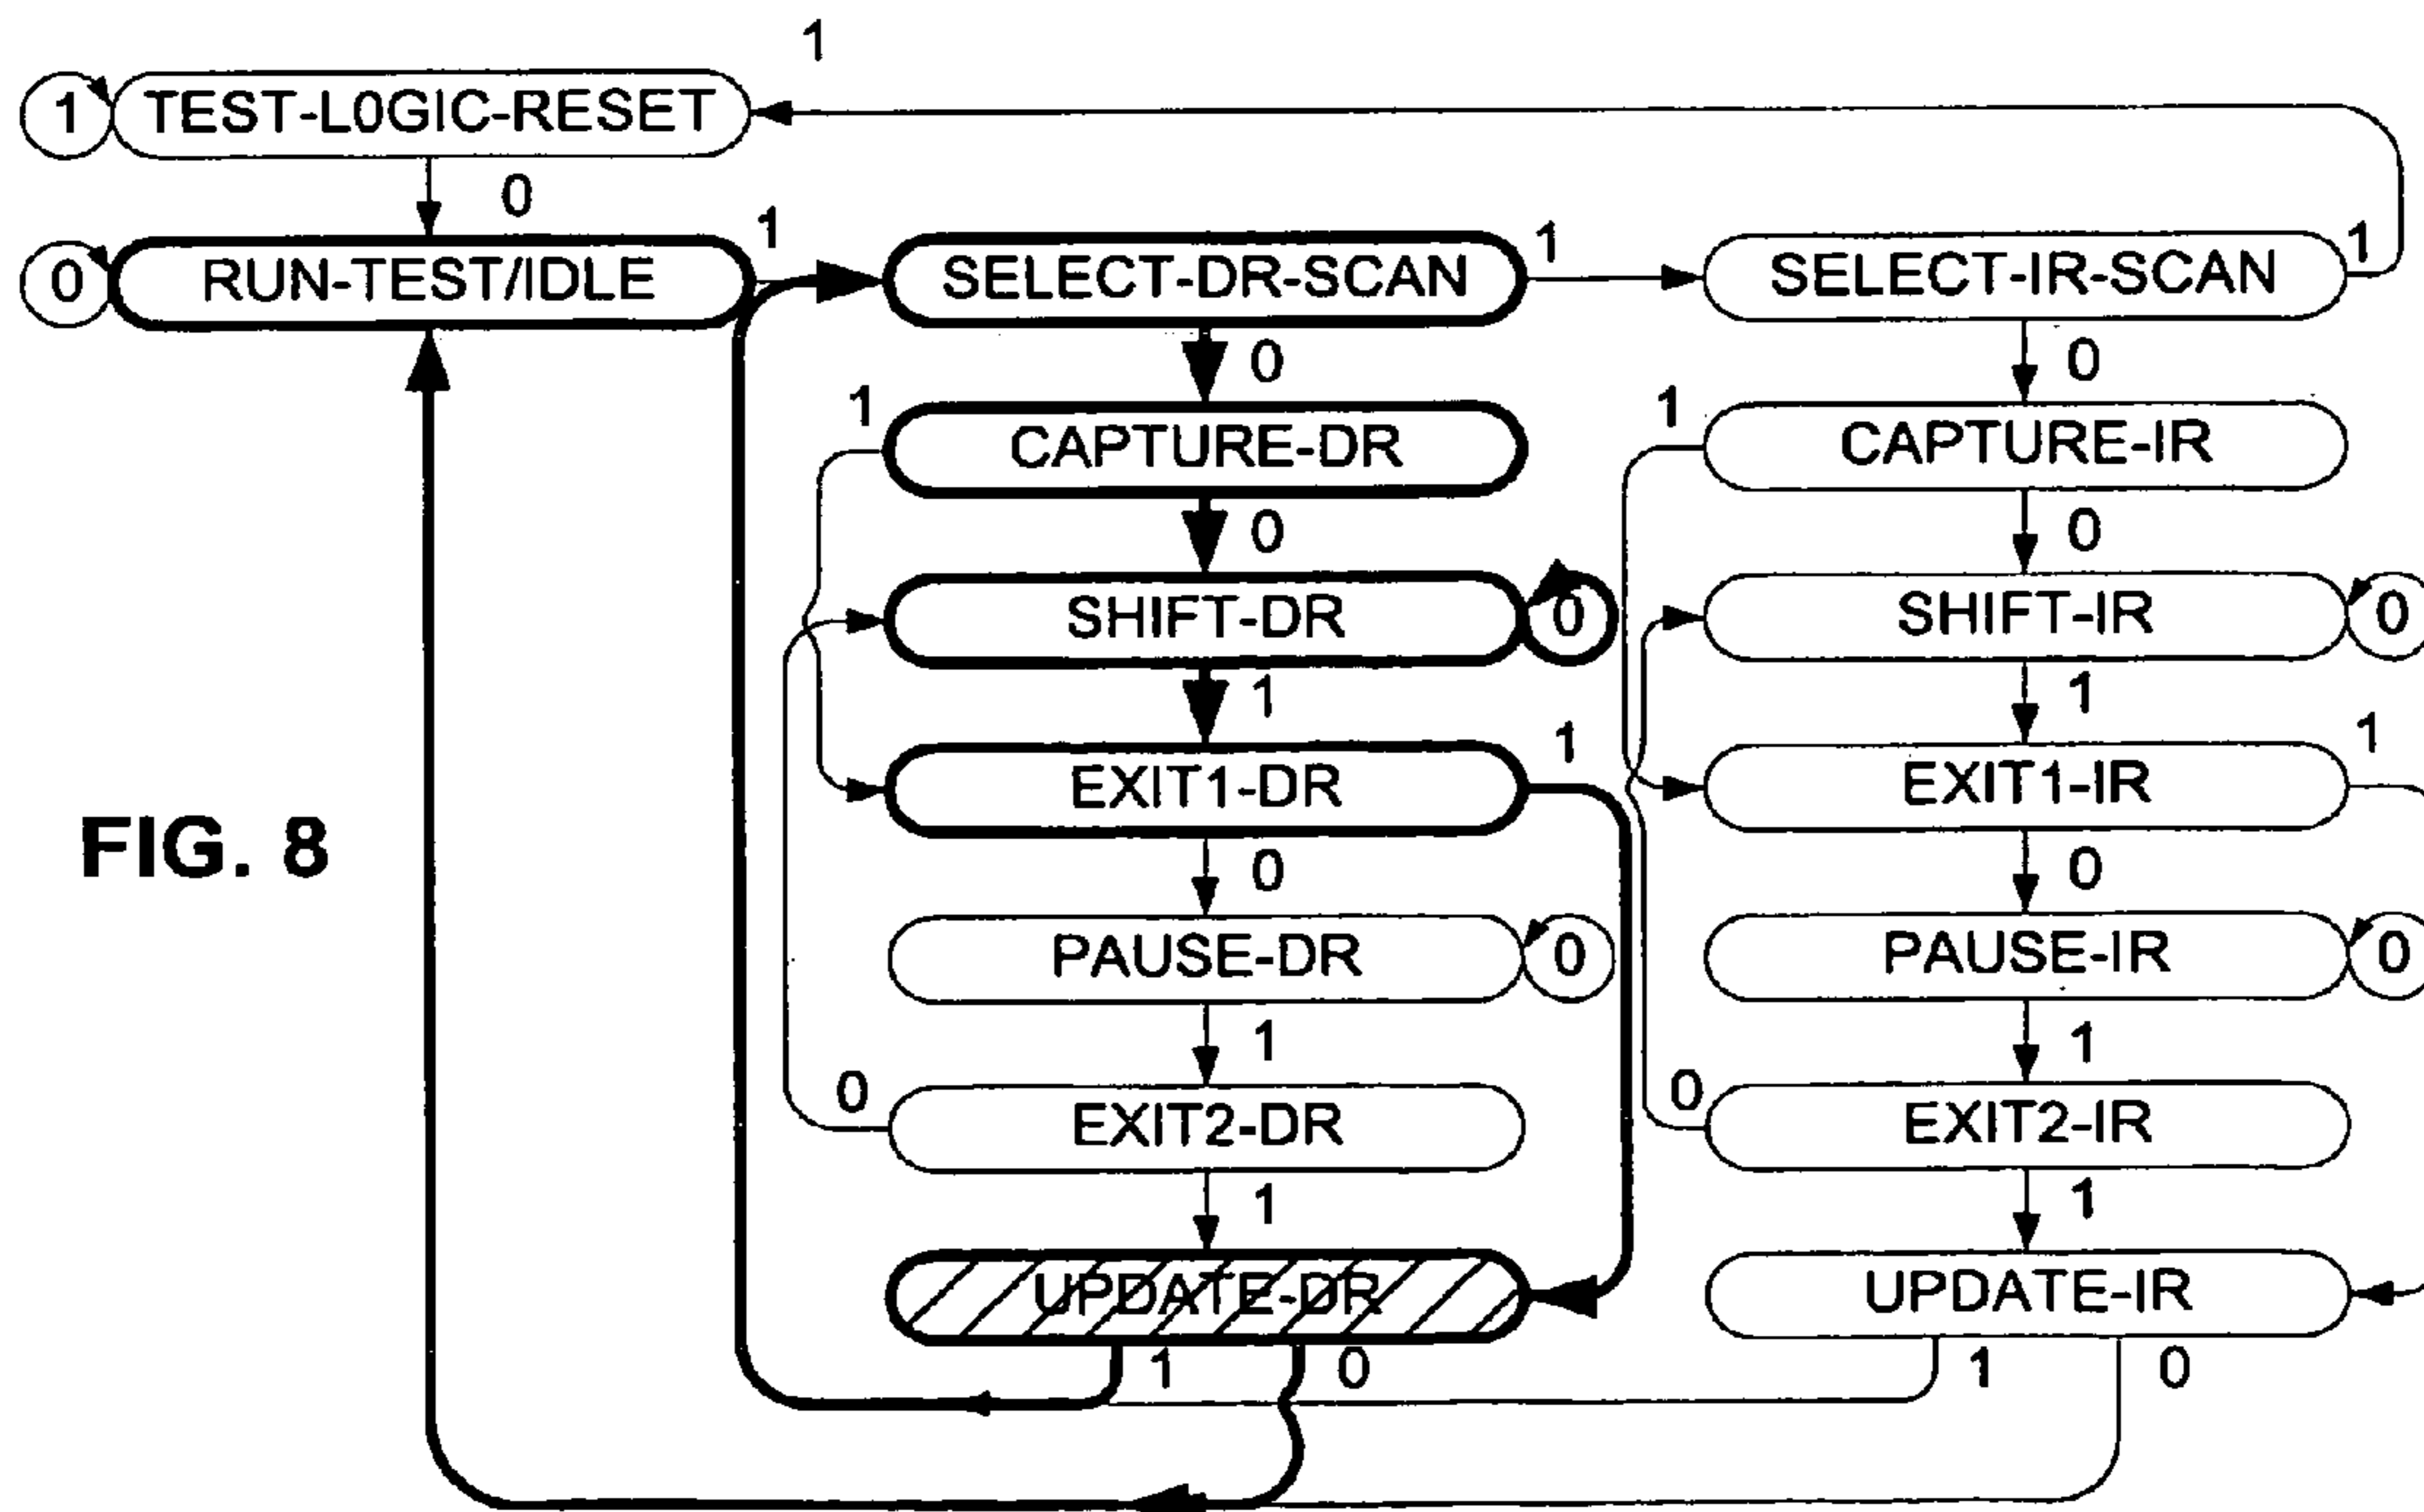 1
1 TEST-L0GIC-RESET
0
1
0 RUN-TEST/IDLE
SELECT-DR-SCAN
1
SELECT-IR-SCAN
1
0
0
1
CAPTURE-DR
1
CAPTURE-IR
0
0
SHIFT-DR
0
SHIFT-IR
0
1
1
EXIT1-DR
1
EXIT1-IR
1
FIG. 8
0
0
PAUSE-DR
0
PAUSE-IR
0
1
1
0
EXIT2-DR
0
EXIT2-IR
1
1
UPDATE-DR
UPDATE-IR
1
0
1
0